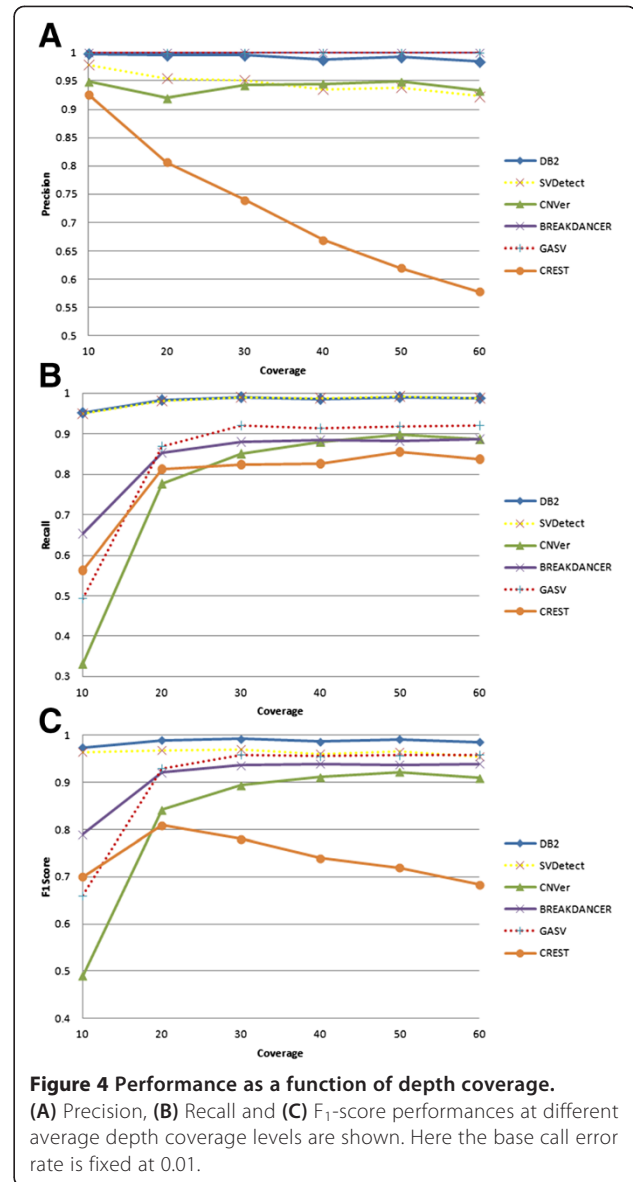 A
1
0.95
0.9
0.85
0.8
0.75
0.7
0.65
0.6
0.55
0.5
Precision
10 20 30 40 50 60
Coverage
DB2
SVDetect
CNVer
BREAKDANCER
GASV
CREST
B
1
0.9
0.8
0.7
0.6
0.5
0.4
0.3
Recall
10 20 30 40 50 60
Coverage
DB2
SVDetect
CNVer
BREAKDANCER
GASV
CREST
C
1
0.9
0.8
0.7
0.6
0.5
0.4
F1Score
10 20 30 40 50 60
Coverage
DB2
SVDetect
CNVer
BREAKDANCER
GASV
CREST
Figure 4 Performance as a function of depth coverage.
(A) Precision, (B) Recall and (C) F₁-score performances at different
average depth coverage levels are shown. Here the base call error
rate is fixed at 0.01.